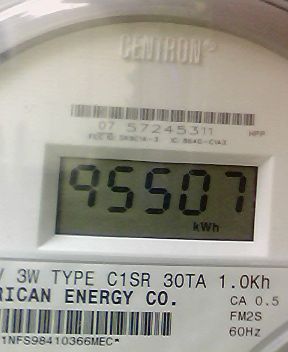 CENTRON®
07 57245311 HPP
95507
kWh
V 3W TYPE C1SR 30TA 1.0Kh
RICAN ENERGY CO. CA 0.5
FM2S
60Hz
1NFS98410366MEC*